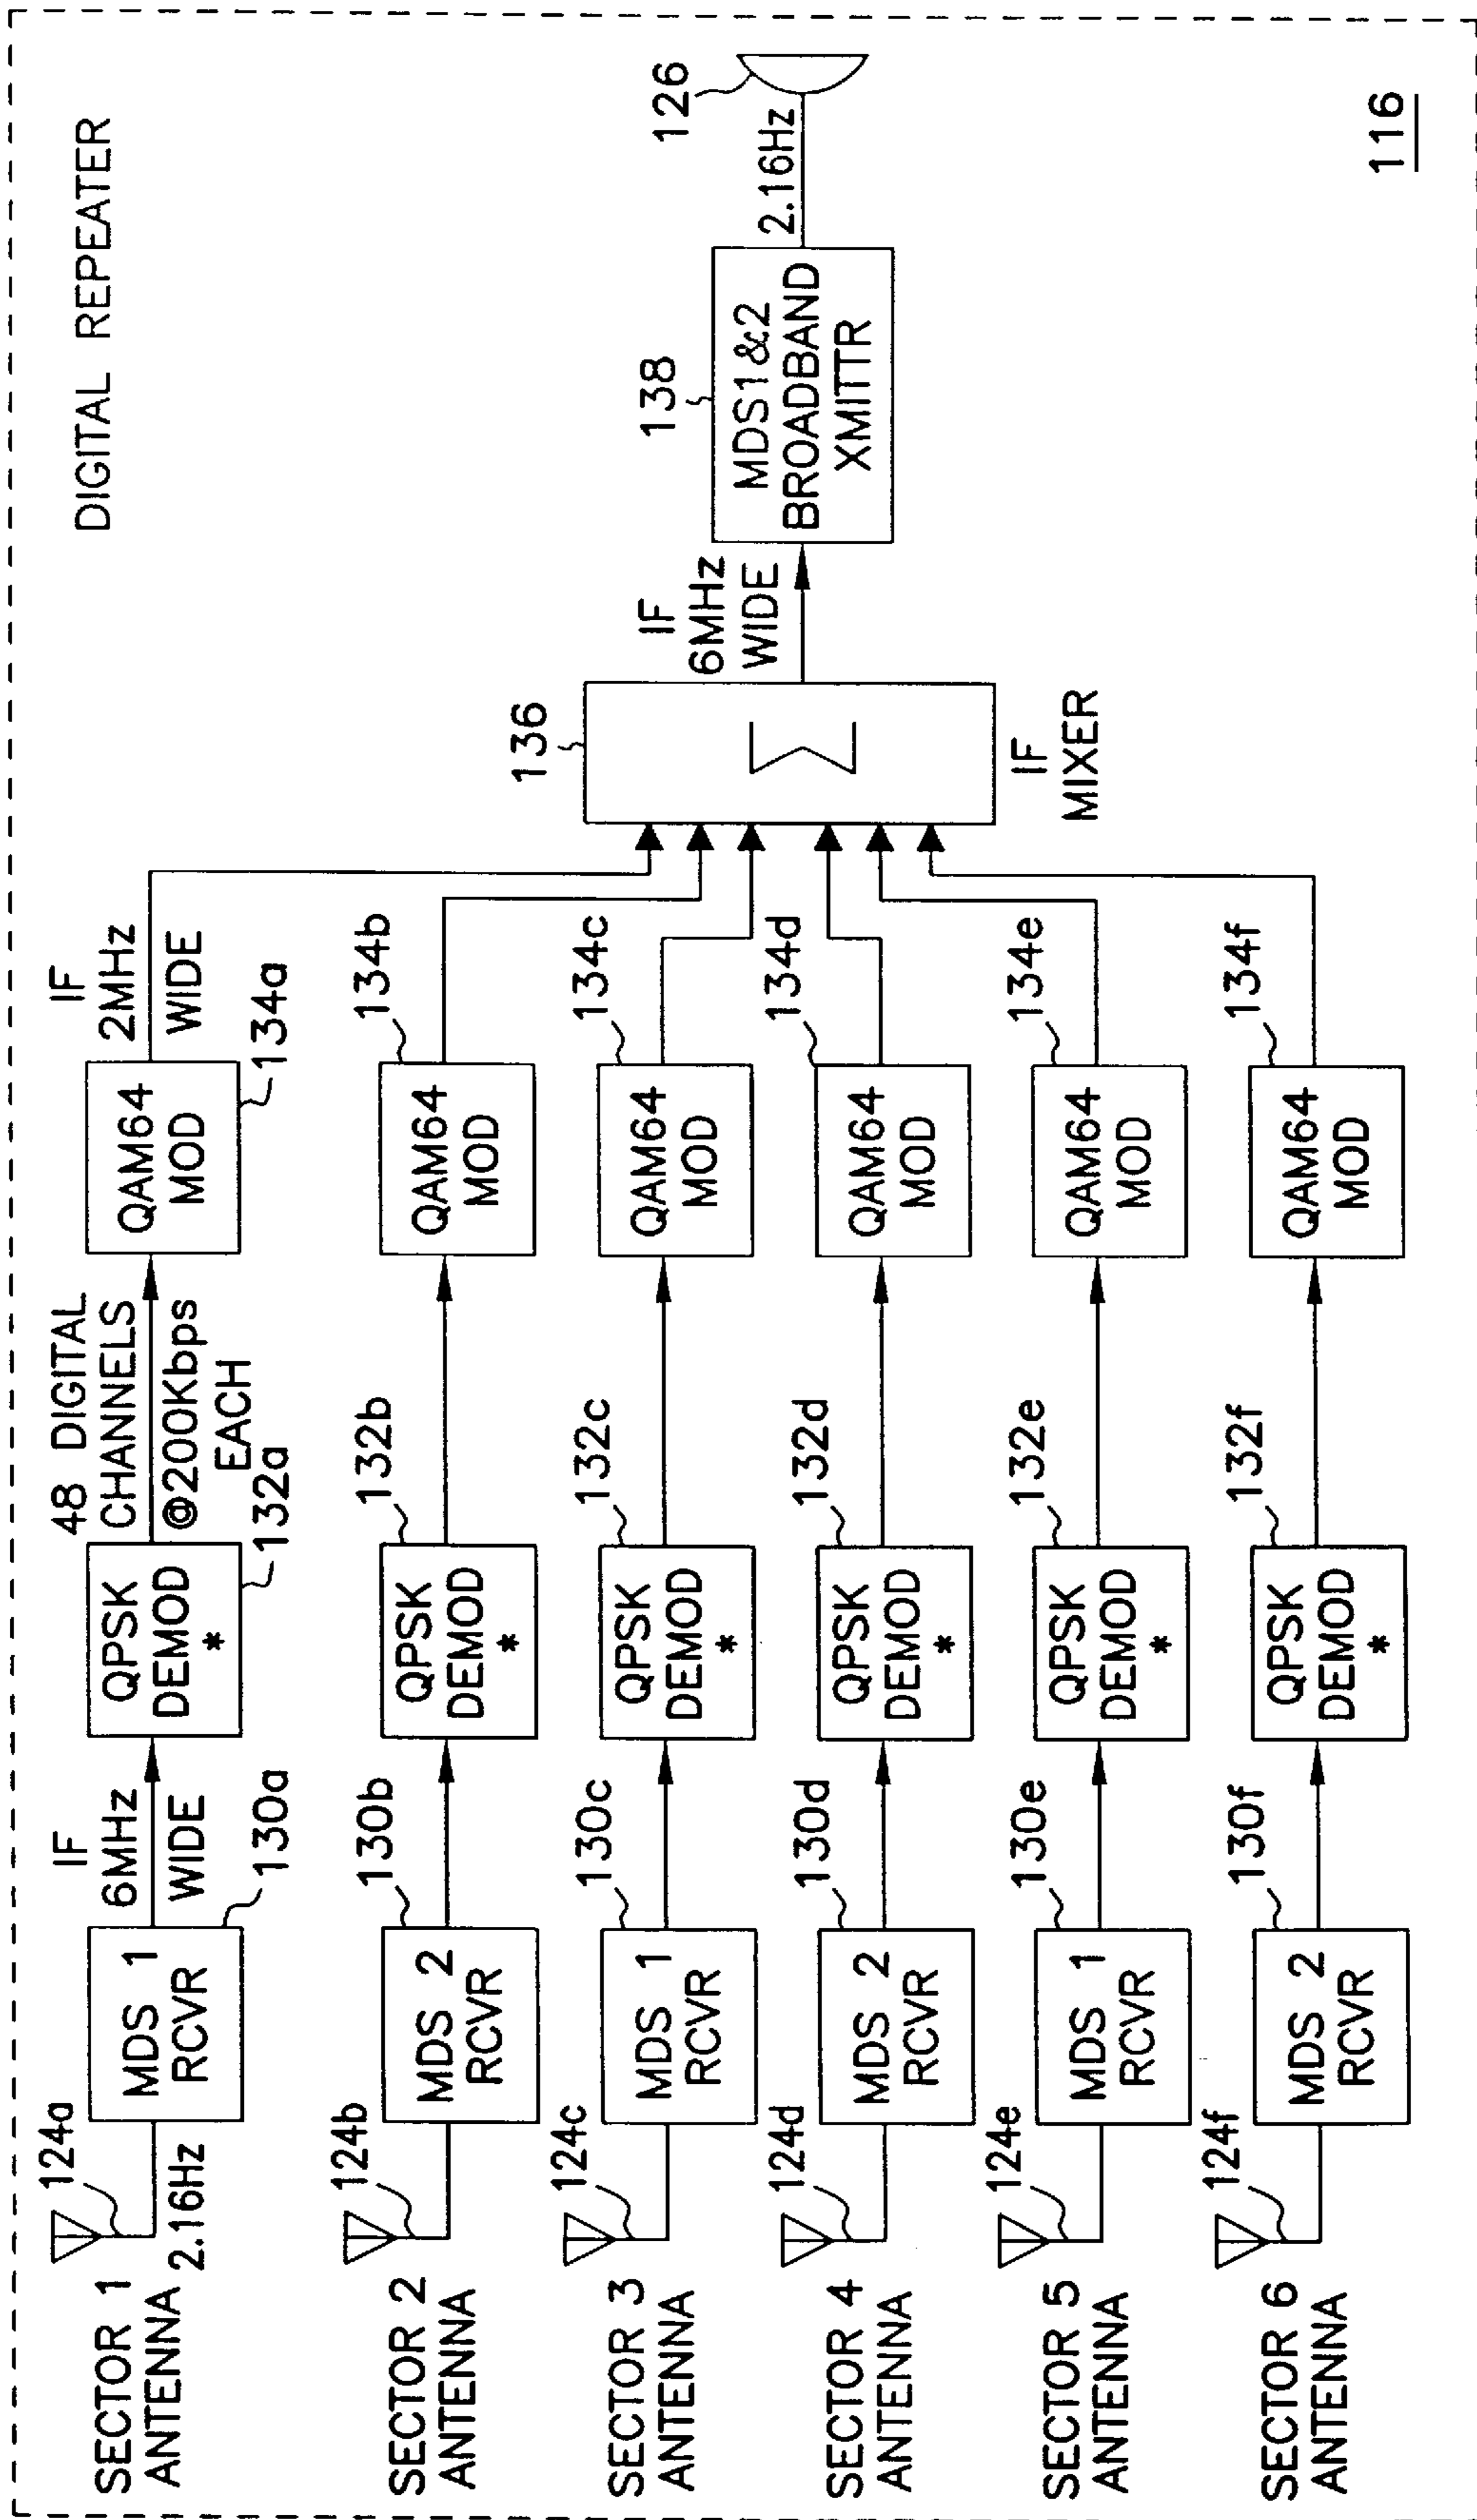 DIGITAL REPEATER
SECTOR 1
ANTENNA
124a
2.16Hz
MDS 1
RCVR
130a
IF
6MHz
WIDE
QPSK
DEMOD
*
132a
48 DIGITAL
CHANNELS
@200Kbps
EACH
QAM64
MOD
134a
IF
2MHz
WIDE
SECTOR 2
ANTENNA
124b
MDS 2
RCVR
130b
QPSK
DEMOD
*
132b
QAM64
MOD
134b
SECTOR 3
ANTENNA
124c
MDS 1
RCVR
130c
QPSK
DEMOD
*
132c
QAM64
MOD
134c
SECTOR 4
ANTENNA
124d
MDS 2
RCVR
130d
QPSK
DEMOD
*
132d
QAM64
MOD
134d
SECTOR 5
ANTENNA
124e
MDS 1
RCVR
130e
QPSK
DEMOD
*
132e
QAM64
MOD
134e
SECTOR 6
ANTENNA
124f
MDS 2
RCVR
130f
QPSK
DEMOD
*
132f
QAM64
MOD
134f
136
Σ
IF
MIXER
IF
6MHz
WIDE
138
MDS1&2
BROADBAND
XMITTR
2.16Hz
126
116